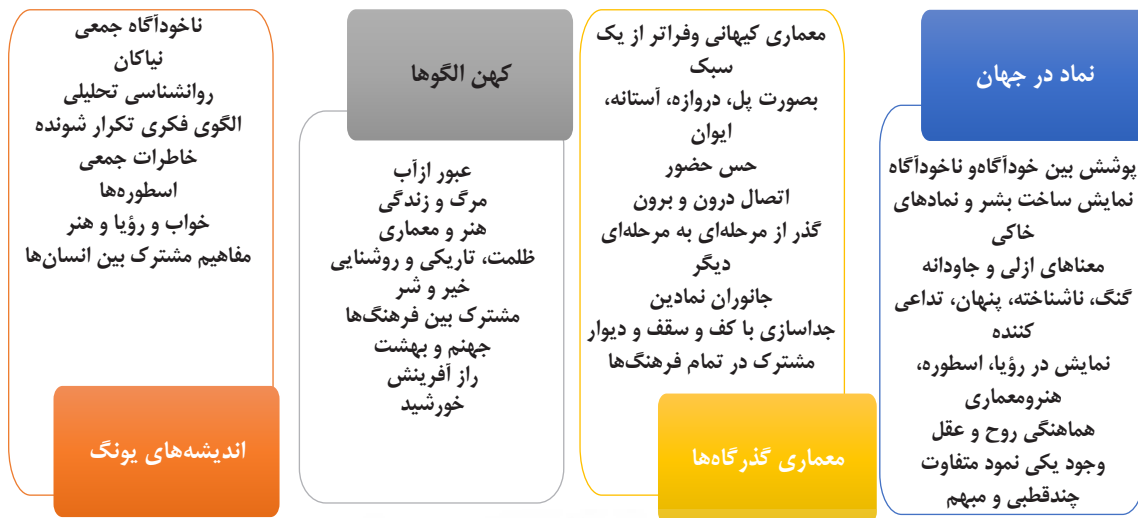 نماد در جهان
پوشش بین خودآگاه‌و ناخودآگاه
نمایش ساخت بشر و نمادهای
خاکی
معناهای ازلی و جاودانه
گنگ، ناشناخته، پنهان، تداعی
کننده
نمایش در رؤیا، اسطوره،
هنرومعماری
هماهنگی روح و عقل
وجود یکی نمود متفاوت
چندقطبی و مبهم
معماری کیهانی وفراتر از یک
سبک
بصورت پل، دروازه، آستانه،
ایوان
حس حضور
اتصال درون و برون
گذر از مرحله‌ای به مرحله‌ای
دیگر
جانوران نمادین
جداسازی با کف و سقف و دیوار
مشترک در تمام فرهنگ‌ها
معماری گذرگاه‌ها
کهن الگوها
عبور ازآب
مرگ و زندگی
هنر و معماری
ظلمت، تاریکی و روشنایی
خیر و شر
مشترک بین فرهنگ‌ها
جهنم و بهشت
راز آفرینش
خورشید
ناخودآگاه جمعی
نیاکان
روانشناسی تحلیلی
الگوی فکری تکرار شونده
خاطرات جمعی
اسطوره‌ها
خواب و رؤیا و هنر
مفاهیم مشترک بین انسان‌ها
اندیشه‌های یونگ